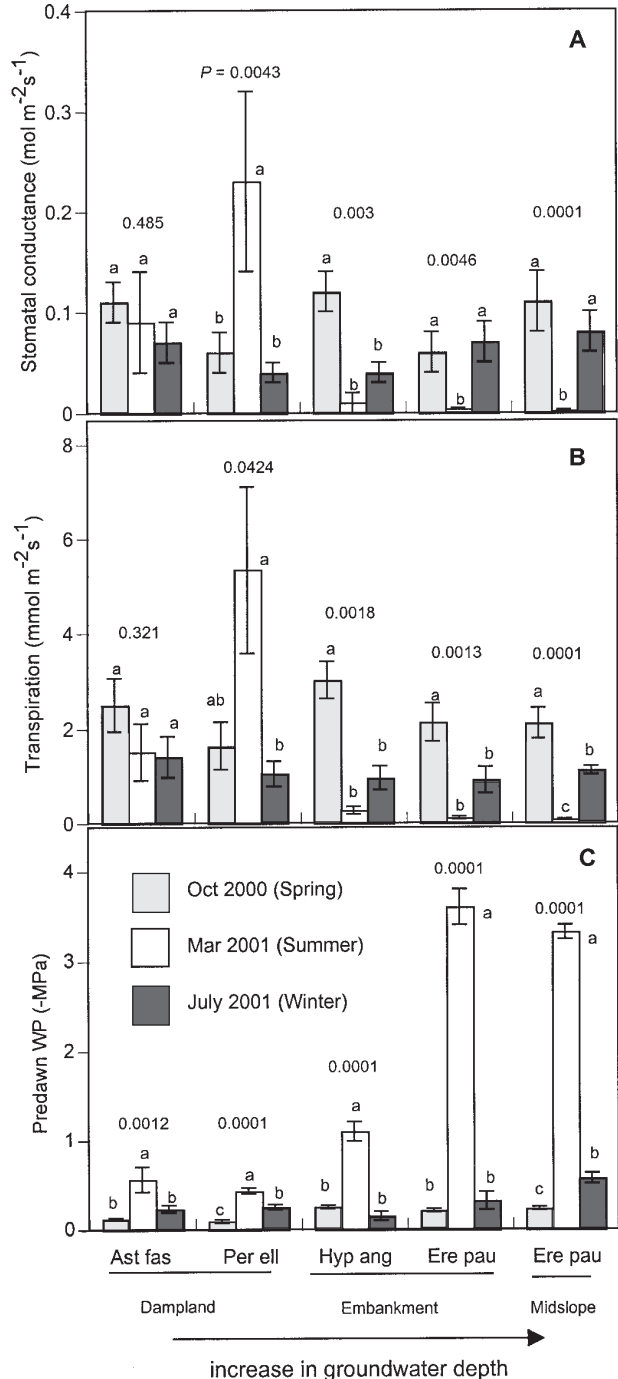 A
Stomatal conductance (mol m⁻²s⁻¹)
0.4
0.3
0.2
0.1
0
P = 0.0043
0.485
0.003
0.0046
0.0001
a
a
a
b
a
b
a
b
b
a
b
a
a
b
a
B
Transpiration (mmol m⁻²s⁻¹)
8
6
4
2
0
0.321
0.0424
0.0018
0.0013
0.0001
a
a
a
ab
a
b
a
b
b
a
b
b
a
c
b
C
Predawn WP (-MPa)
4
3
2
1
0
Oct 2000 (Spring)
Mar 2001 (Summer)
July 2001 (Winter)
0.0012
0.0001
0.0001
0.0001
0.0001
b
a
b
c
a
b
b
a
b
b
a
b
c
a
b
Ast fas Per ell Hyp ang Ere pau Ere pau
Dampland Embankment Midslope
increase in groundwater depth